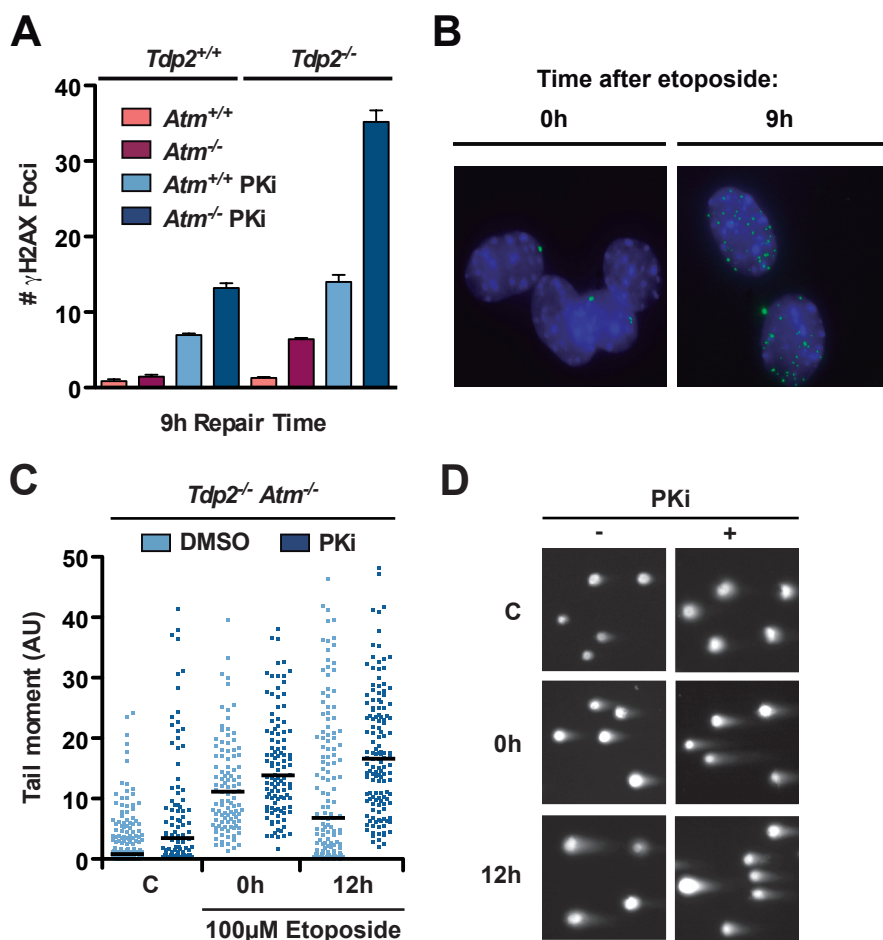 A
Tdp2+/+ Tdp2-/-
40
30
20
10
0
# γH2AX Foci
Atm+/+
Atm-/-
Atm+/+ PKi
Atm-/- PKi
9h Repair Time
B
Time after etoposide:
0h 9h
C
Tdp2-/- Atm-/-
DMSO PKi
50
40
30
20
10
0
Tail moment (AU)
C 0h 12h
100µM Etoposide
D
PKi
- +
C
0h
12h